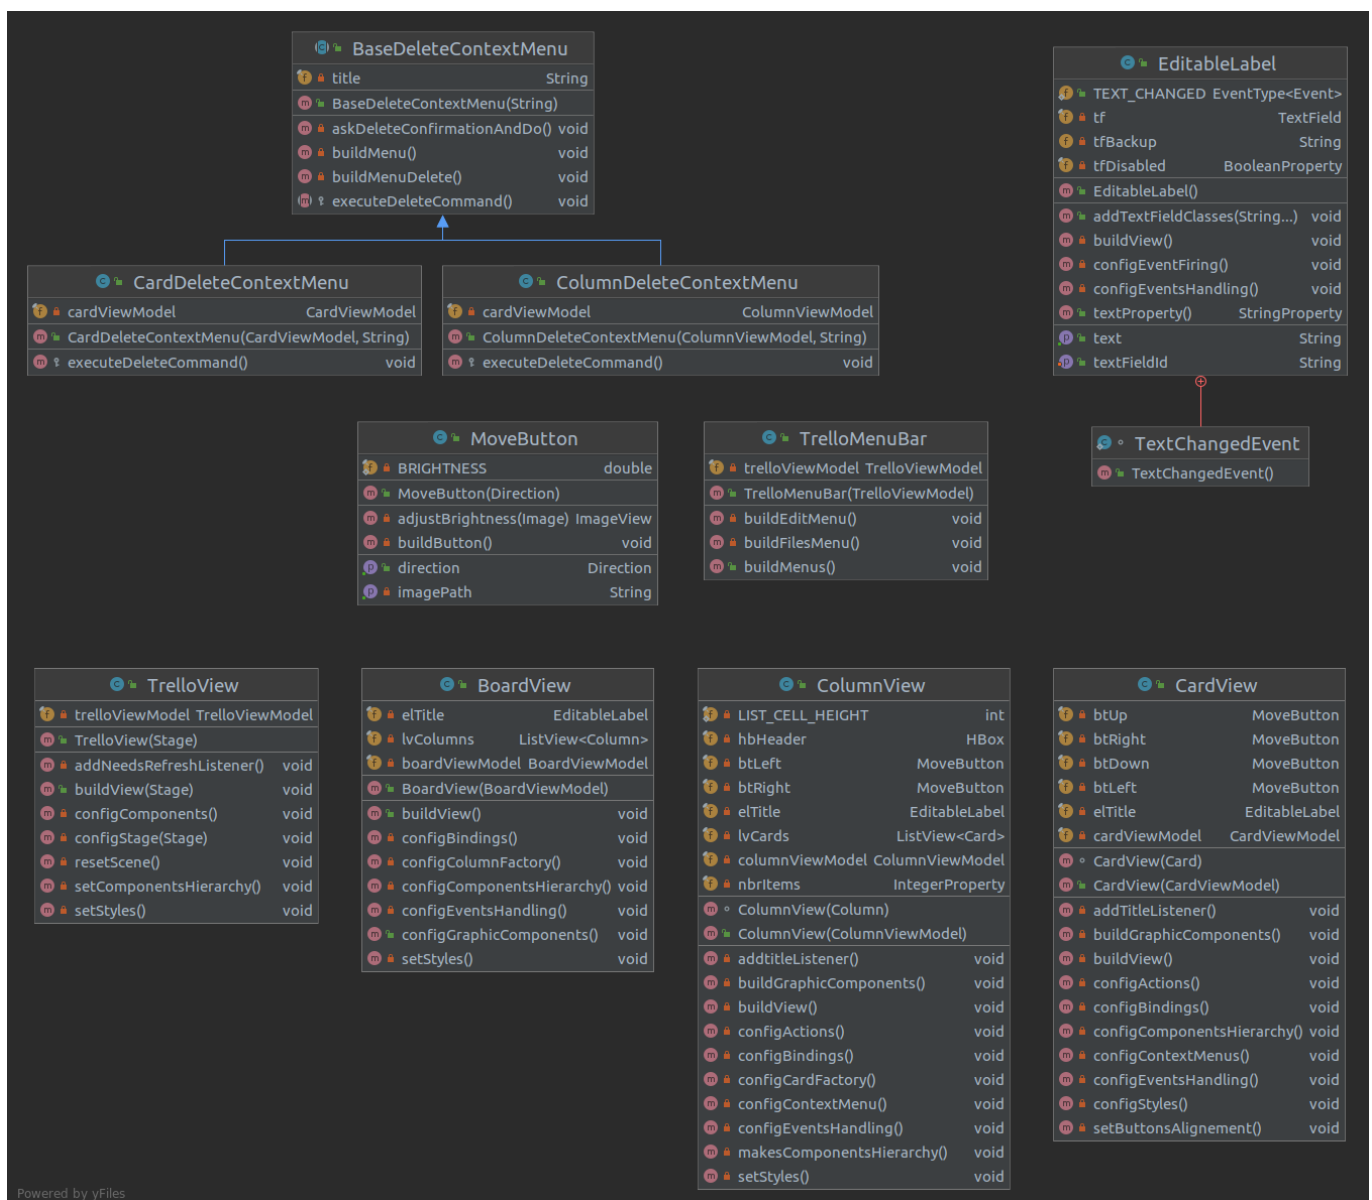 BaseDeleteContextMenu
title String
BaseDeleteContextMenu(String)
askDeleteConfirmationAndDo() void
buildMenu() void
buildMenuDelete() void
executeDeleteCommand() void
EditableLabel
TEXT_CHANGED EventType<Event>
tf TextField
tfBackup String
tfDisabled BooleanProperty
EditableLabel()
addTextFieldClasses(String...) void
buildView() void
configEventFiring() void
configEventsHandling() void
textProperty() StringProperty
text String
textFieldId String
CardDeleteContextMenu
cardViewModel CardViewModel
CardDeleteContextMenu(CardViewModel, String)
executeDeleteCommand() void
ColumnDeleteContextMenu
cardViewModel ColumnViewModel
ColumnDeleteContextMenu(ColumnViewModel, String)
executeDeleteCommand() void
MoveButton
BRIGHTNESS double
MoveButton(Direction)
adjustBrightness(Image) ImageView
buildButton() void
direction Direction
imagePath String
TrelloMenuBar
trelloViewModel TrelloViewModel
TrelloMenuBar(TrelloViewModel)
buildEditMenu() void
buildFilesMenu() void
buildMenus() void
TextChangedEvent
TextChangedEvent()
TrelloView
trelloViewModel TrelloViewModel
TrelloView(Stage)
addNeedsRefreshListener() void
buildView(Stage) void
configComponents() void
configStage(Stage) void
resetScene() void
setComponentsHierarchy() void
setStyles() void
BoardView
elTitle EditableLabel
lvColumns ListView<Column>
boardViewModel BoardViewModel
BoardView(BoardViewModel)
buildView() void
configBindings() void
configColumnFactory() void
configComponentsHierarchy() void
configEventsHandling() void
configGraphicComponents() void
setStyles() void
ColumnView
LIST_CELL_HEIGHT int
hbHeader HBox
btLeft MoveButton
btRight MoveButton
elTitle EditableLabel
lvCards ListView<Card>
columnViewModel ColumnViewModel
nbrItems IntegerProperty
ColumnView(Column)
ColumnView(ColumnViewModel)
addtitleListener() void
buildGraphicComponents() void
buildView() void
configActions() void
configBindings() void
configCardFactory() void
configContextMenu() void
configEventsHandling() void
makesComponentsHierarchy() void
setStyles() void
CardView
btUp MoveButton
btRight MoveButton
btDown MoveButton
btLeft MoveButton
elTitle EditableLabel
cardViewModel CardViewModel
CardView(Card)
CardView(CardViewModel)
addTitleListener() void
buildGraphicComponents() void
buildView() void
configActions() void
configBindings() void
configComponentsHierarchy() void
configContextMenus() void
configEventsHandling() void
configStyles() void
setButtonsAlignement() void
Powered by yFiles